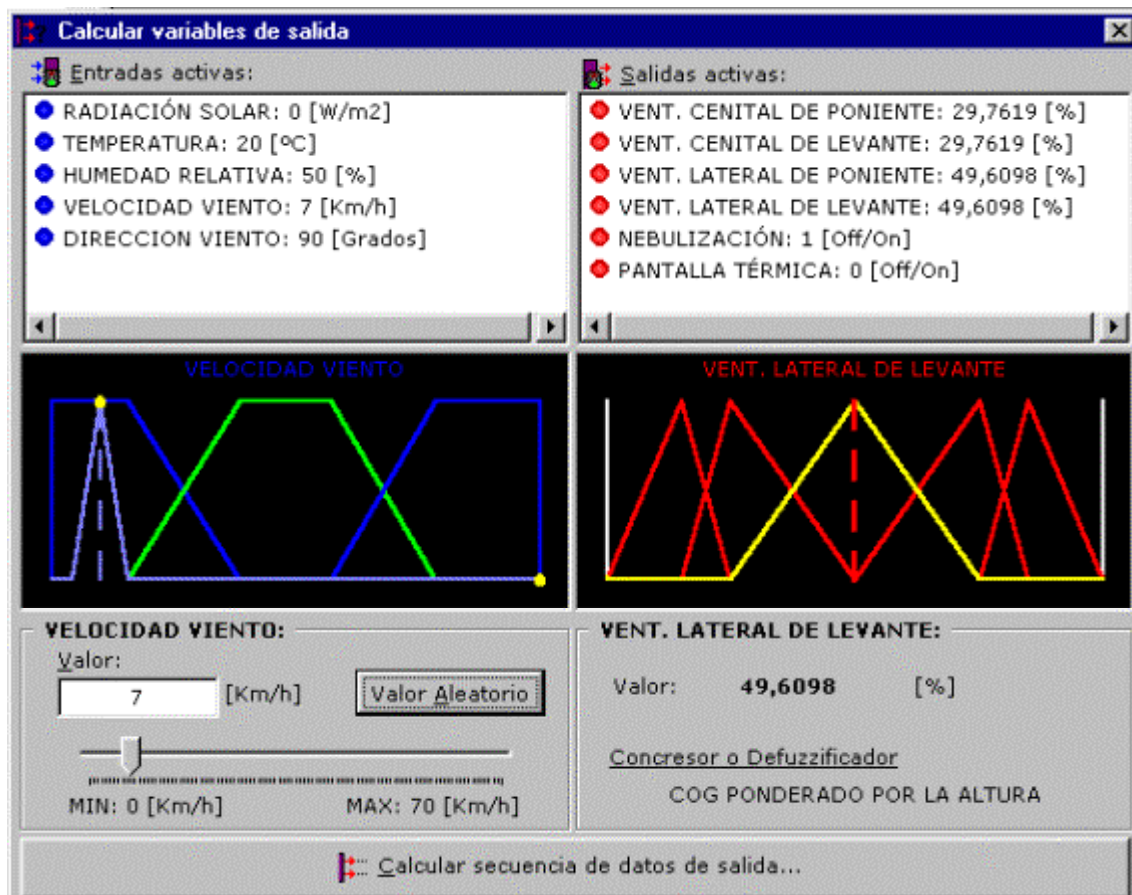 Calcular variables de salida
Entradas activas:
RADIACIÓN SOLAR: 0 [W/m2]
TEMPERATURA: 20 [ºC]
HUMEDAD RELATIVA: 50 [%]
VELOCIDAD VIENTO: 7 [Km/h]
DIRECCION VIENTO: 90 [Grados]
Salidas activas:
VENT. CENITAL DE PONIENTE: 29,7619 [%]
VENT. CENITAL DE LEVANTE: 29,7619 [%]
VENT. LATERAL DE PONIENTE: 49,6098 [%]
VENT. LATERAL DE LEVANTE: 49,6098 [%]
NEBULIZACIÓN: 1 [Off/On]
PANTALLA TÉRMICA: 0 [Off/On]
VELOCIDAD VIENTO
VENT. LATERAL DE LEVANTE
VELOCIDAD VIENTO:
Valor:
7 [Km/h] Valor Aleatorio
MIN: 0 [Km/h] MAX: 70 [Km/h]
VENT. LATERAL DE LEVANTE:
Valor: 49,6098 [%]
Concresor o Defuzzificador
COG PONDERADO POR LA ALTURA
Calcular secuencia de datos de salida...